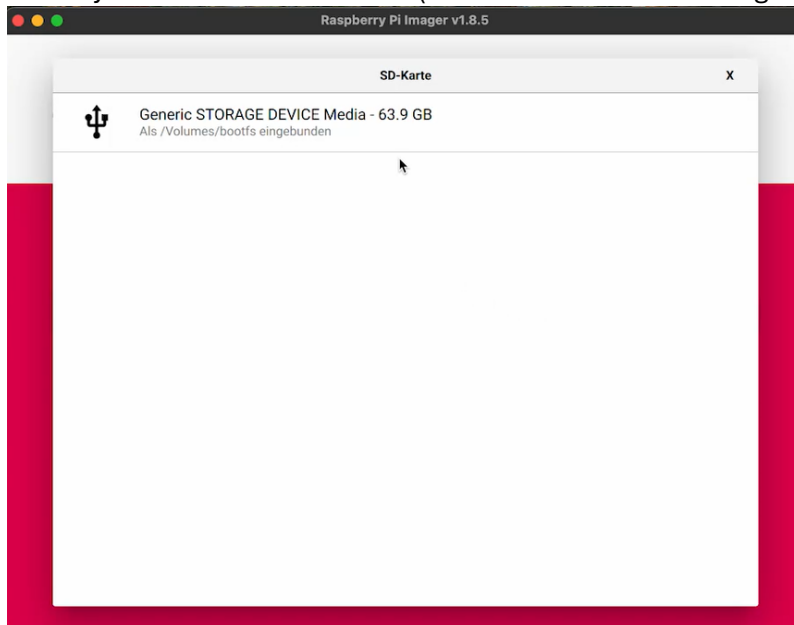 Raspberry Pi Imager v1.8.5
SD-Karte X
Generic STORAGE DEVICE Media - 63.9 GB
Als /Volumes/bootfs eingebunden